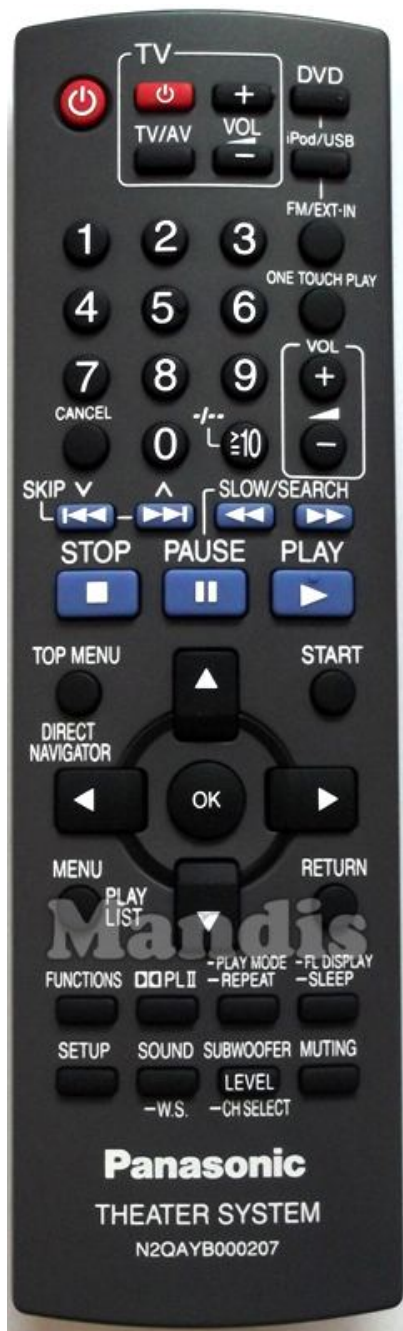 TV
DVD
+
TV/AV VOL iPod/USB
-
FM/EXT-IN
1 2 3
ONE TOUCH PLAY
4 5 6
VOL
7 8 9 +
CANCEL -/--
0 ≧10 -
SKIP SLOW/SEARCH
STOP PAUSE PLAY
TOP MENU START
DIRECT
NAVIGATOR
OK
MENU RETURN
PLAY
LIST
Mandis
FUNCTIONS DD PL II -PLAY MODE -FL DISPLAY
-REPEAT -SLEEP
SETUP SOUND SUBWOOFER MUTING
LEVEL
-W.S. -CH SELECT
Panasonic
THEATER SYSTEM
N2QAYB000207